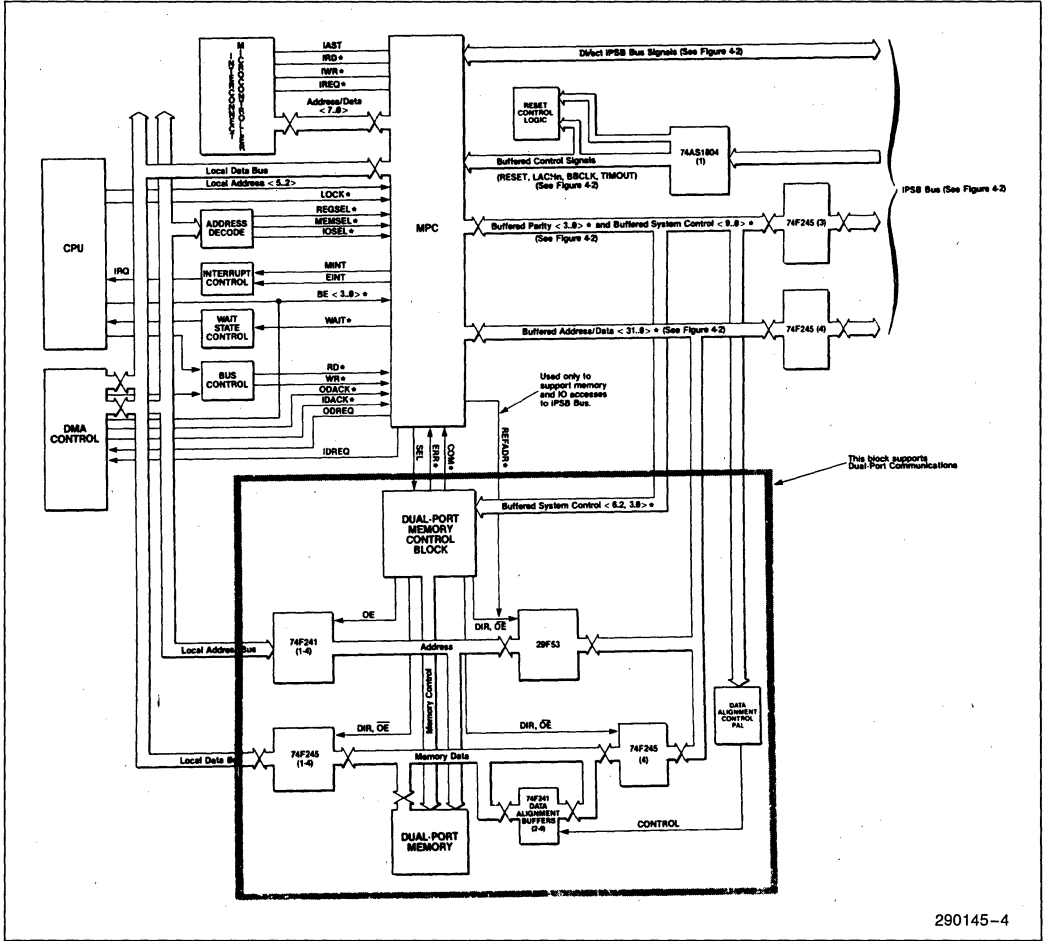 MICROCONTROLLER
INTERCONNECT
IAST
IRD*
IWR*
IREQ*
Address/Data
< 7..0 >
MPC
Direct iPSB Bus Signals (See Figure 4-2)
RESET
CONTROL
LOGIC
74AS1804
(1)
Buffered Control Signals
(RESET, LACHn, BBCLK, TIMOUT)
(See Figure 4-2)
iPSB Bus (See Figure 4-2)
Local Data Bus
Local Address < 5..2 >
LOCK*
REGSEL*
MEMSEL*
IOSEL*
ADDRESS
DECODE
CPU
IRQ
INTERRUPT
CONTROL
MINT
EINT
BE < 3..0 > *
WAIT
STATE
CONTROL
WAIT*
BUS
CONTROL
RD*
WR*
ODACK*
IDACK*
ODREQ
IDREQ
DMA
CONTROL
Buffered Parity < 3..0 > * and Buffered System Control < 9..0 > *
(See Figure 4-2)
74F245 (3)
Buffered Address/Data < 31..0 > * (See Figure 4-2)
74F245 (4)
Used only to
support memory
and IO accesses
to iPSB Bus.
SEL
ERR*
COM*
REFADR*
This block supports
Dual-Port Communications
DUAL-PORT
MEMORY
CONTROL
BLOCK
Buffered System Control < 6.2, 3.0 > *
OE
DIR, OE
74F241
(1-4)
Local Address Bus
Address
29F53
Memory Control
DATA
ALIGNMENT
CONTROL
PAL
DIR, OE
DIR, OE
74F245
(1-4)
Local Data
Memory Data
74F245
(4)
74F241
DATA
ALIGNMENT
BUFFERS
(2-4)
CONTROL
DUAL-PORT
MEMORY
290145-4